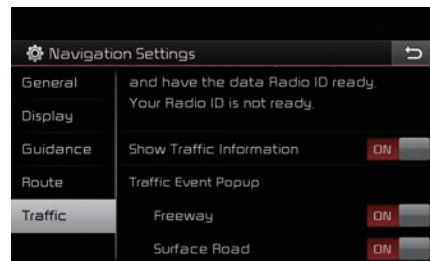 Navigation Settings
General
Display
Guidance
Route
Traffic
and have the data Radio ID ready.
Your Radio ID is not ready.
Show Traffic Information ON
Traffic Event Popup
Freeway ON
Surface Road ON